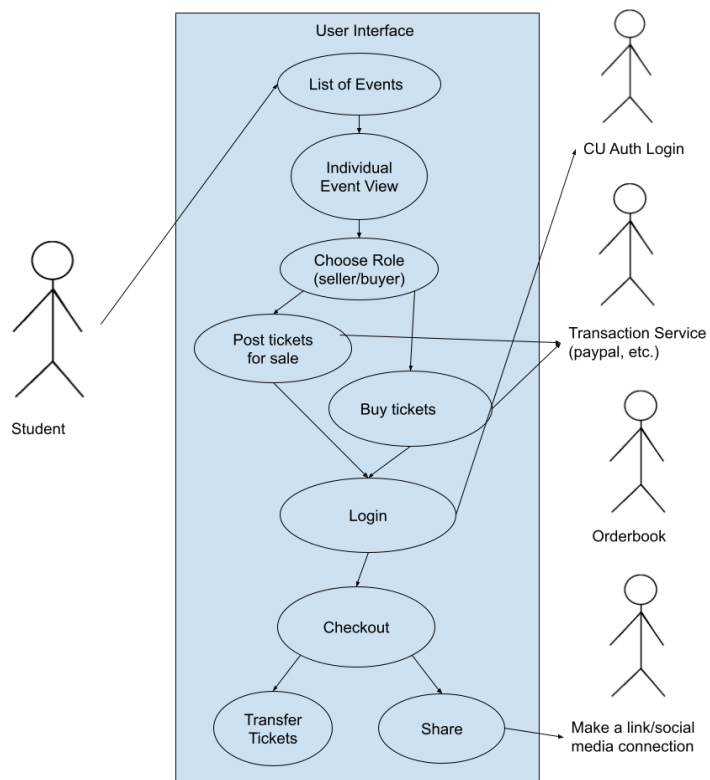 User Interface
List of Events
CU Auth Login
Individual
Event View
Choose Role
(seller/buyer)
Post tickets
for sale
Transaction Service
(paypal, etc.)
Student
Buy tickets
Login
Orderbook
Checkout
Transfer
Tickets
Share
Make a link/social
media connection